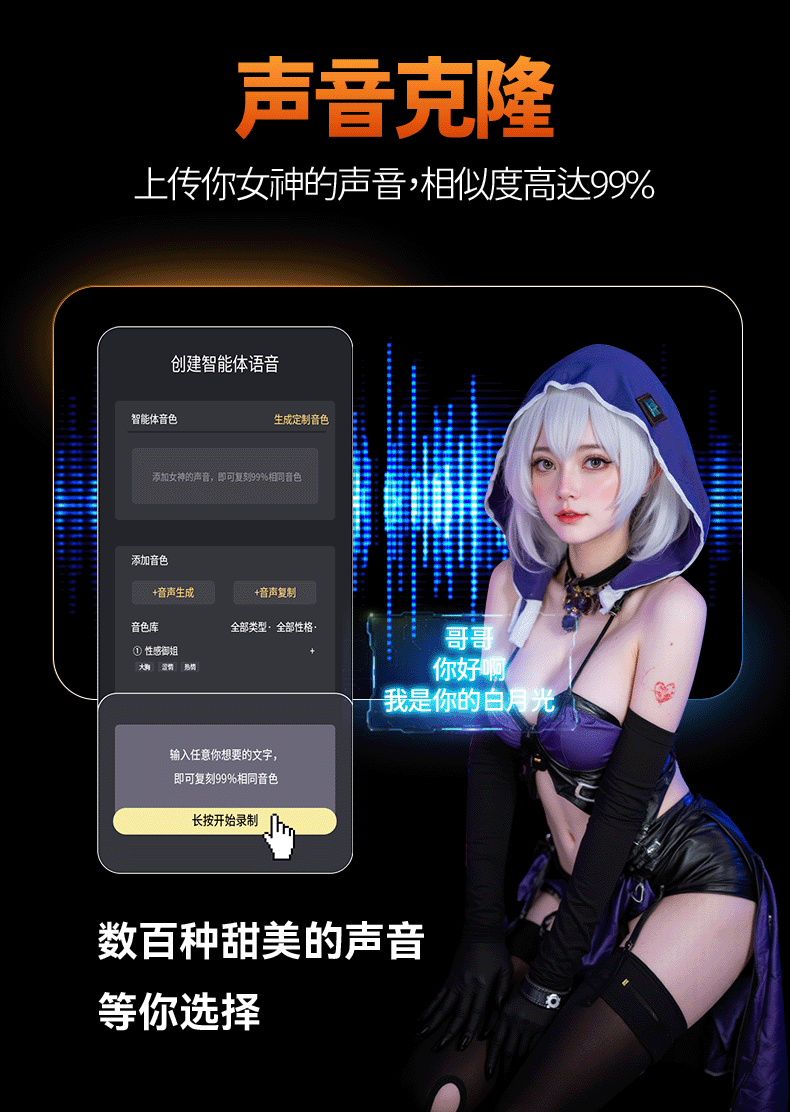 声音克隆
上传你女神的声音,相似度高达99%
创建智能体语音
智能体音色 生成定制音色
添加女神的声音，即可复刻99%相同音色
添加音色
+音声生成 +音声复制
音色库 全部类型· 全部性格·
① 性感御姐 +
大胸 滥情 热情
哥哥
你好啊
我是你的白月光
输入任意你想要的文字，
即可复刻99%相同音色
长按开始录制
数百种甜美的声音
等你选择